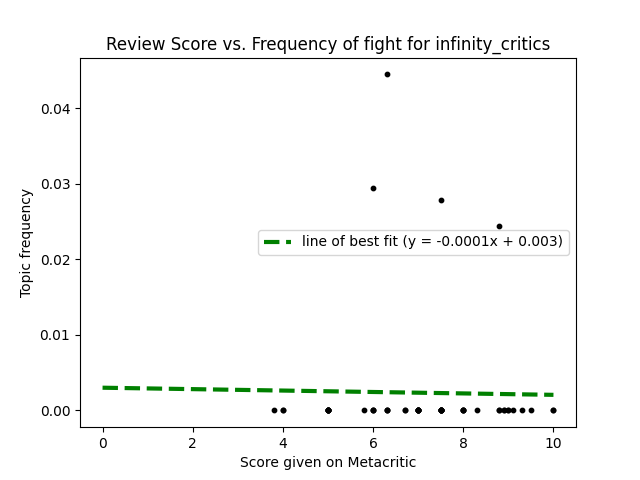 Review Score vs. Frequency of fight for infinity_critics
Topic frequency
0.04
0.03
0.02
0.01
0.00
line of best fit (y = -0.0001x + 0.003)
0 2 4 6 8 10
Score given on Metacritic